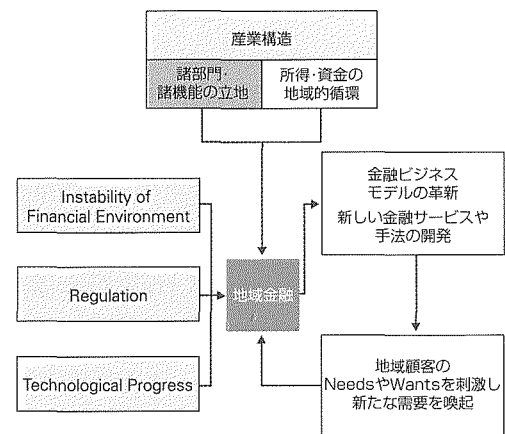 産業構造
諸部門・
諸機能の立地
所得・資金の
地域的循環
金融ビジネス
モデルの革新
新しい金融サービスや
手法の開発
Instability of
Financial Environment
Regulation
地域金融
Technological Progress
地域顧客の
NeedsやWantsを刺激し
新たな需要を喚起